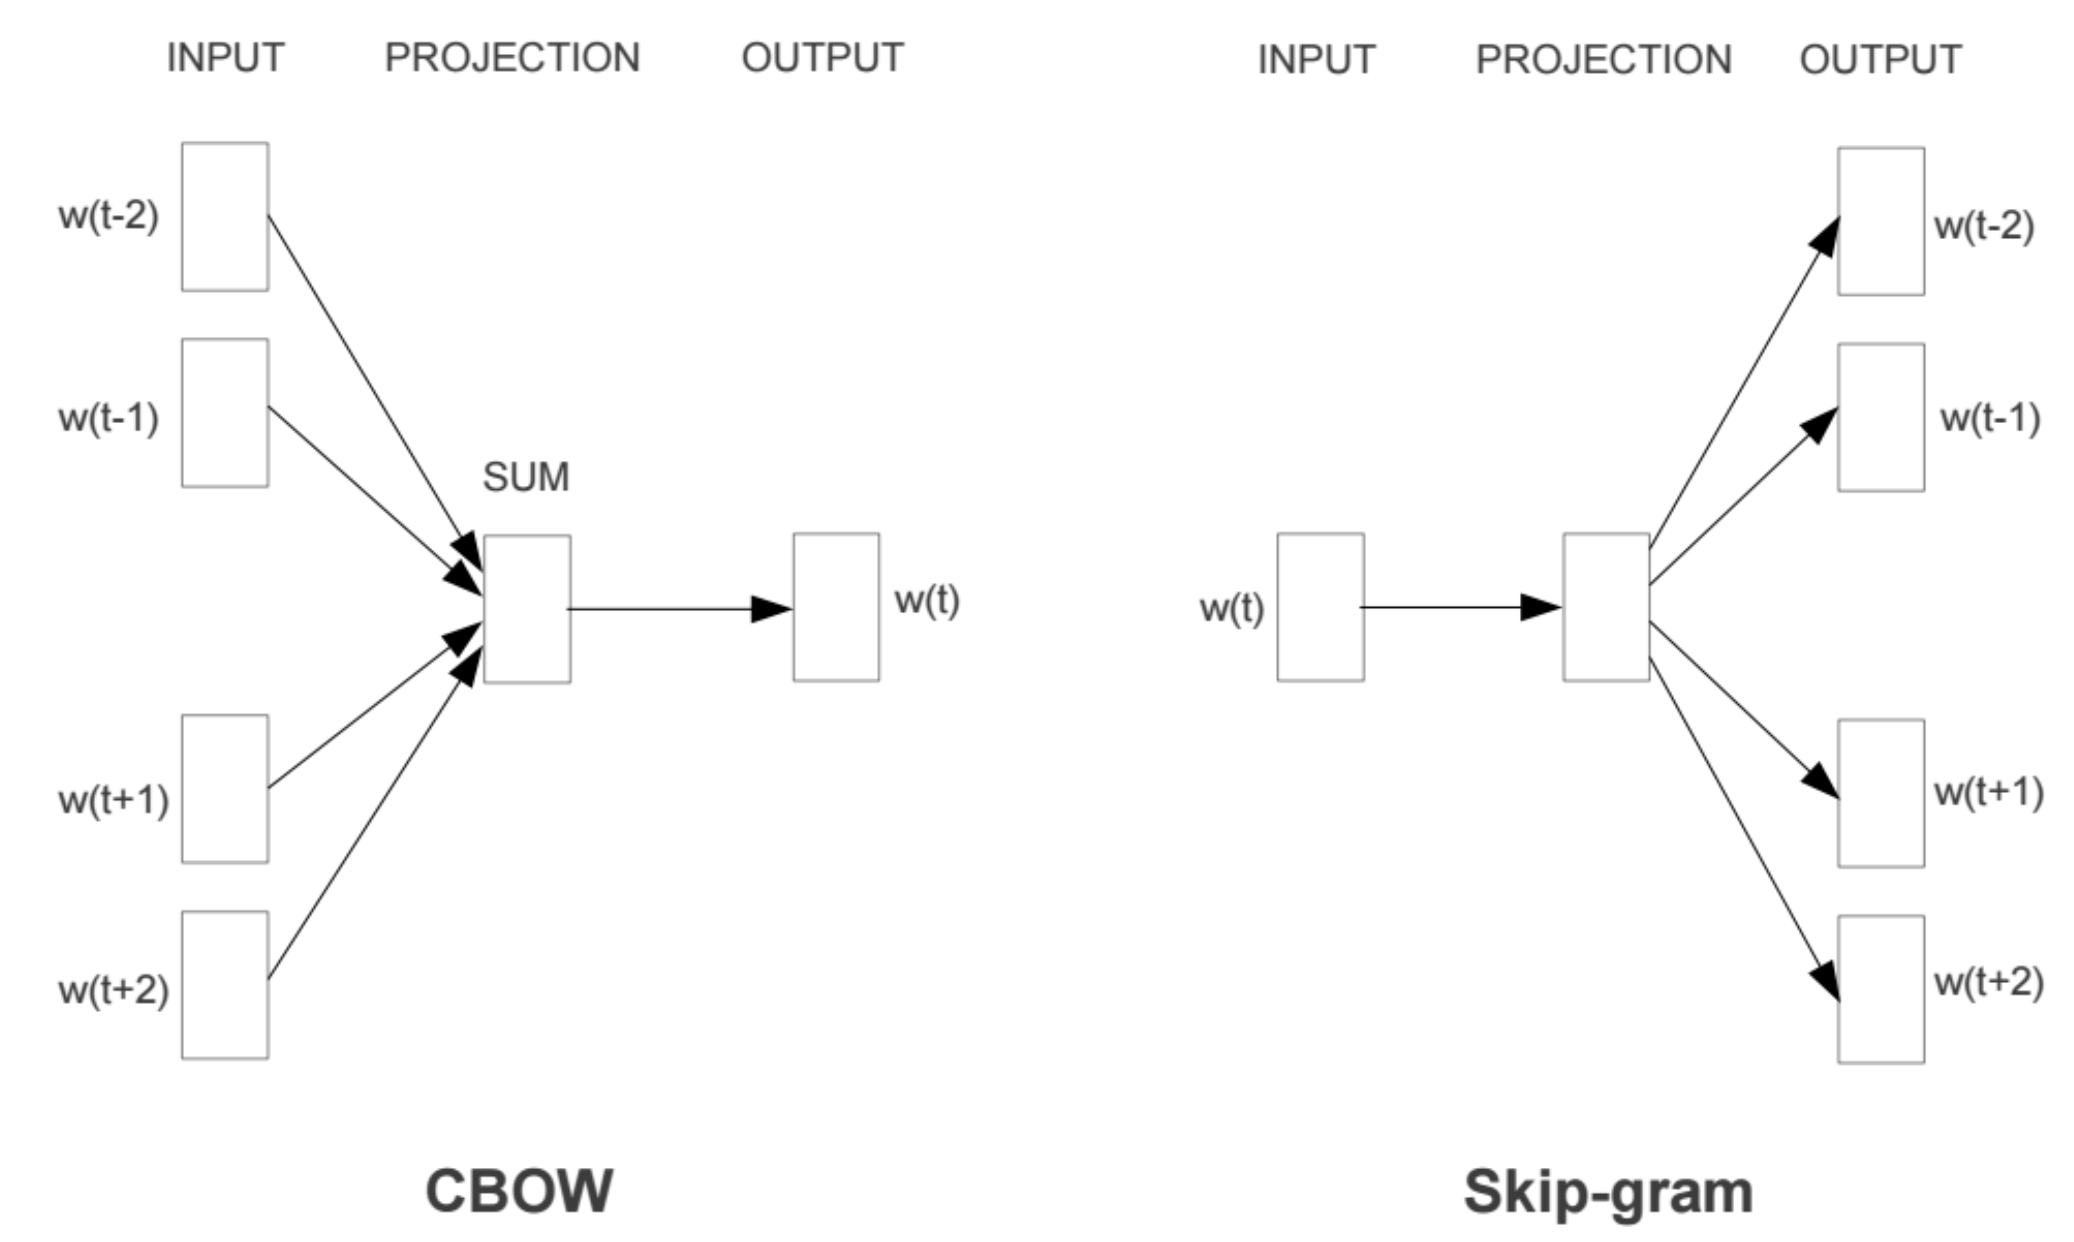 INPUT PROJECTION OUTPUT
w(t-2)
w(t-1)
SUM
w(t)
w(t+1)
w(t+2)
CBOW
INPUT PROJECTION OUTPUT
w(t-2)
w(t-1)
w(t)
w(t+1)
w(t+2)
Skip-gram